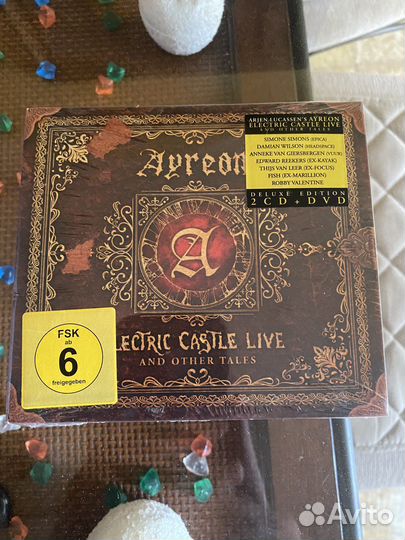 ARJEN LUCASSEN'S AYREON
ELECTRIC CASTLE LIVE
AND OTHER TALES
SIMONE SIMONS (EPICA)
DAMIAN WILSON (HEADSPACE)
ANNEKE VAN GIERSBERGEN (VUUR)
EDWARD REEKERS (EX-KAYAK)
THIJS VAN LEER (EX-FOCUS)
FISH (EX-MARILLION)
ROBBY VALENTINE
DELUXE EDITION
2 CD + DVD
Ayreon
A
ELECTRIC CASTLE LIVE
AND OTHER TALES
FSK
ab
6
freigegeben
Avito